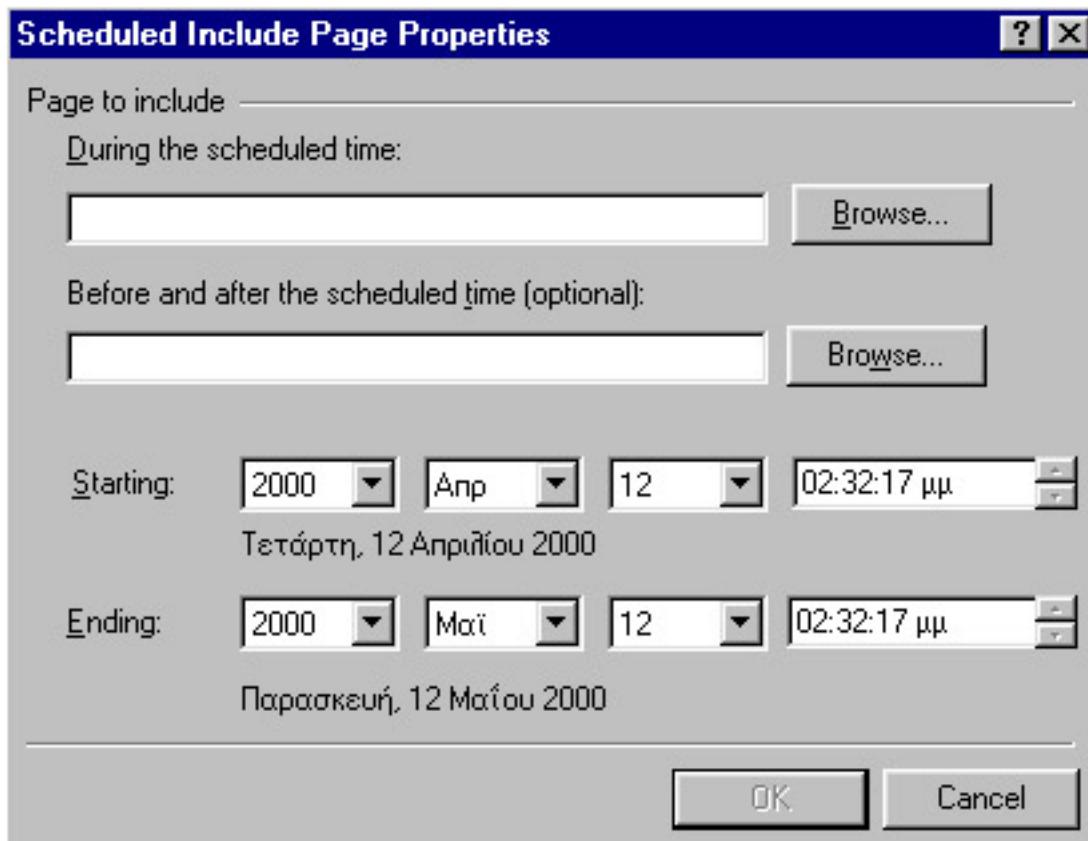 Scheduled Include Page Properties
Page to include
During the scheduled time:
Browse...
Before and after the scheduled time (optional):
Browse...
Starting: 2000 Απρ 12 02:32:17 μμ
Τετάρτη, 12 Απριλίου 2000
Ending: 2000 Μαϊ 12 02:32:17 μμ
Παρασκευή, 12 Μαΐου 2000
OK Cancel